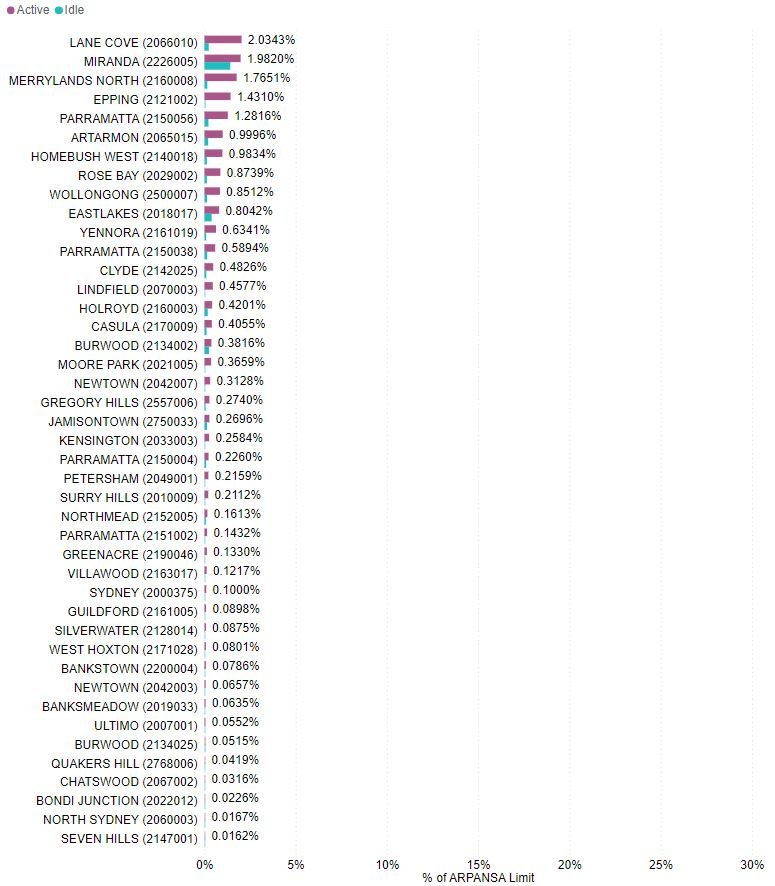 Active Idle
LANE COVE (2066010) 2.0343%
MIRANDA (2226005) 1.9820%
MERRYLANDS NORTH (2160008) 1.7651%
EPPING (2121002) 1.4310%
PARRAMATTA (2150056) 1.2816%
ARTARMON (2065015) 0.9996%
HOMEBUSH WEST (2140018) 0.9834%
ROSE BAY (2029002) 0.8739%
WOLLONGONG (2500007) 0.8512%
EASTLAKES (2018017) 0.8042%
YENNORA (2161019) 0.6341%
PARRAMATTA (2150038) 0.5894%
CLYDE (2142025) 0.4826%
LINDFIELD (2070003) 0.4577%
HOLROYD (2160003) 0.4201%
CASULA (2170009) 0.4055%
BURWOOD (2134002) 0.3816%
MOORE PARK (2021005) 0.3659%
NEWTOWN (2042007) 0.3128%
GREGORY HILLS (2557006) 0.2740%
JAMISONTOWN (2750033) 0.2696%
KENSINGTON (2033003) 0.2584%
PARRAMATTA (2150004) 0.2260%
PETERSHAM (2049001) 0.2159%
SURRY HILLS (2010009) 0.2112%
NORTHMEAD (2152005) 0.1613%
PARRAMATTA (2151002) 0.1432%
GREENACRE (2190046) 0.1330%
VILLAWOOD (2163017) 0.1217%
SYDNEY (2000375) 0.1000%
GUILDFORD (2161005) 0.0898%
SILVERWATER (2128014) 0.0875%
WEST HOXTON (2171028) 0.0801%
BANKSTOWN (2200004) 0.0786%
NEWTOWN (2042003) 0.0657%
BANKSMEADOW (2019033) 0.0635%
ULTIMO (2007001) 0.0552%
BURWOOD (2134025) 0.0515%
QUAKERS HILL (2768006) 0.0419%
CHATSWOOD (2067002) 0.0316%
BONDI JUNCTION (2022012) 0.0226%
NORTH SYDNEY (2060003) 0.0167%
SEVEN HILLS (2147001) 0.0162%
0% 5% 10% 15% 20% 25% 30%
% of ARPANSA Limit